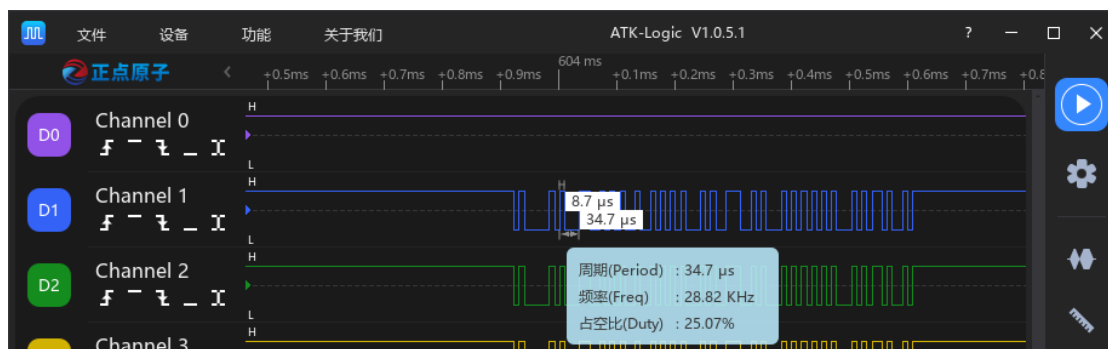 文件 设备 功能 关于我们 ATK-Logic V1.0.5.1 ?
正点原子 +0.5ms +0.6ms +0.7ms +0.8ms +0.9ms 604 ms +0.1ms +0.2ms +0.3ms +0.4ms +0.5ms +0.6ms +0.7ms
H
D0 Channel 0
L
H
D1 Channel 1
8.7 μs
34.7 μs
L
H
D2 Channel 2
周期(Period) : 34.7 μs
频率(Freq) : 28.82 KHz
占空比(Duty) : 25.07%
L
H
Channel 3